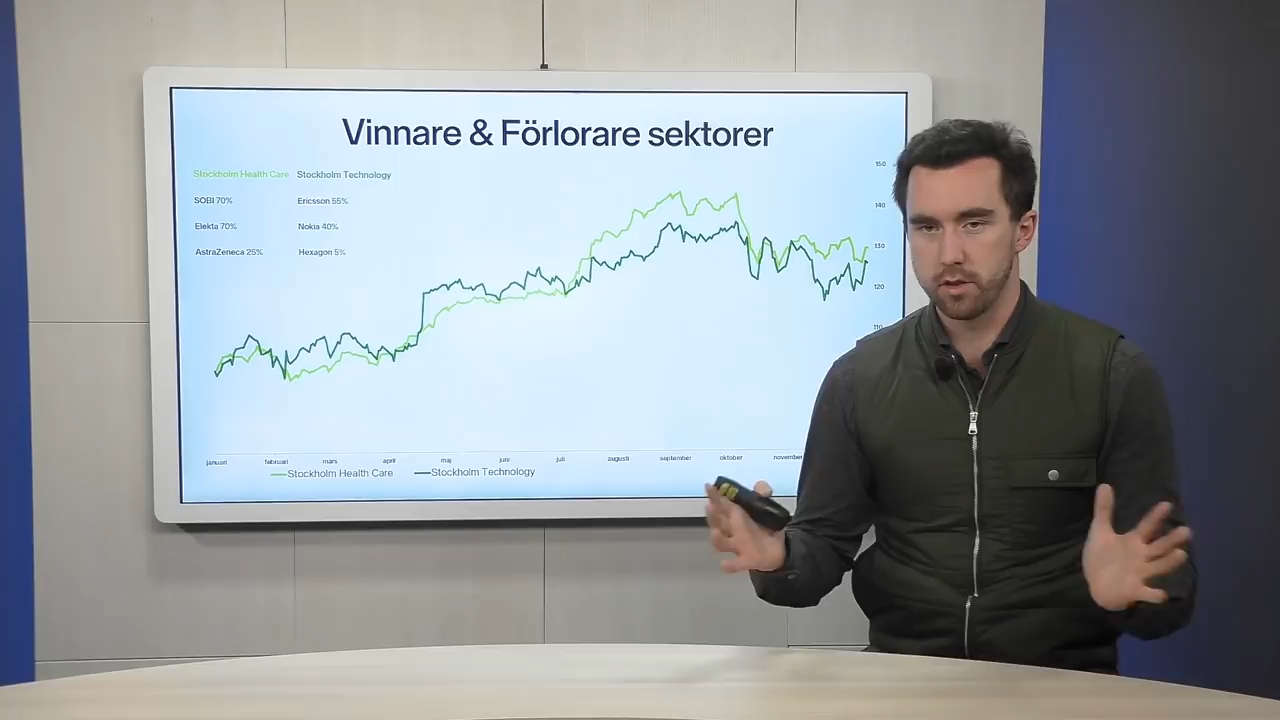 Vinnare & Förlorare sektorer
Stockholm Health Care Stockholm Technology
SOBI 70% Ericsson 55%
Elekta 70% Nokia 40%
AstraZeneca 25% Hexagon 5%
150
140
130
120
110
januari februari mars april maj juni juli augusti september oktober november
Stockholm Health Care Stockholm Technology